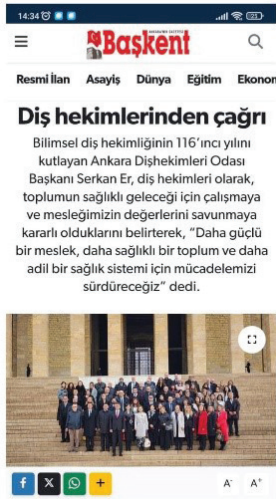 14:34
Başkent
Resmi İlan Asayiş Dünya Eğitim Ekonor
Diş hekimlerinden çağrı
Bilimsel diş hekimliğinin 116'ıncı yılını
kutlayan Ankara Dişhekimleri Odası
Başkanı Serkan Er, diş hekimleri olarak,
toplumun sağlıklı geleceği için çalışmaya
ve mesleğimizin değerlerini savunmaya
kararlı olduklarını belirterek, “Daha güçlü
bir meslek, daha sağlıklı bir toplum ve daha
adil bir sağlık sistemi için mücadelemizi
sürdüreceğiz” dedi.
A- A+